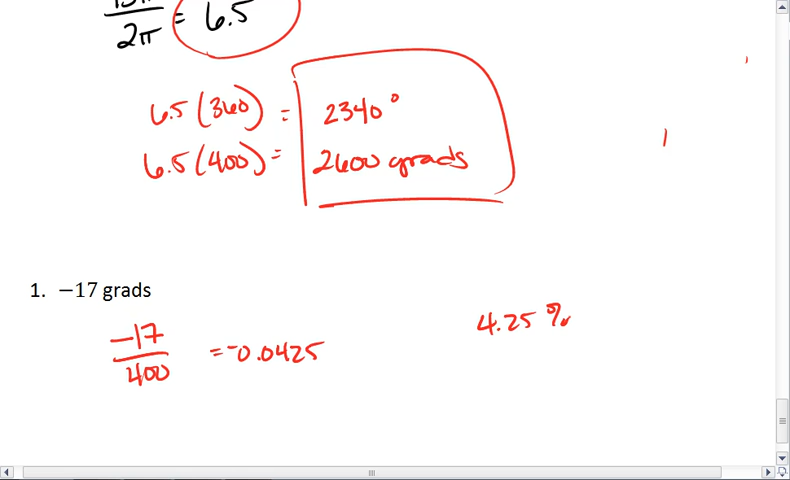 2π = 6.5
6.5 (360) = 2340°
6.5 (400) = 2600 grads
1. −17 grads
−17
400 = -0.0425
4.25 %